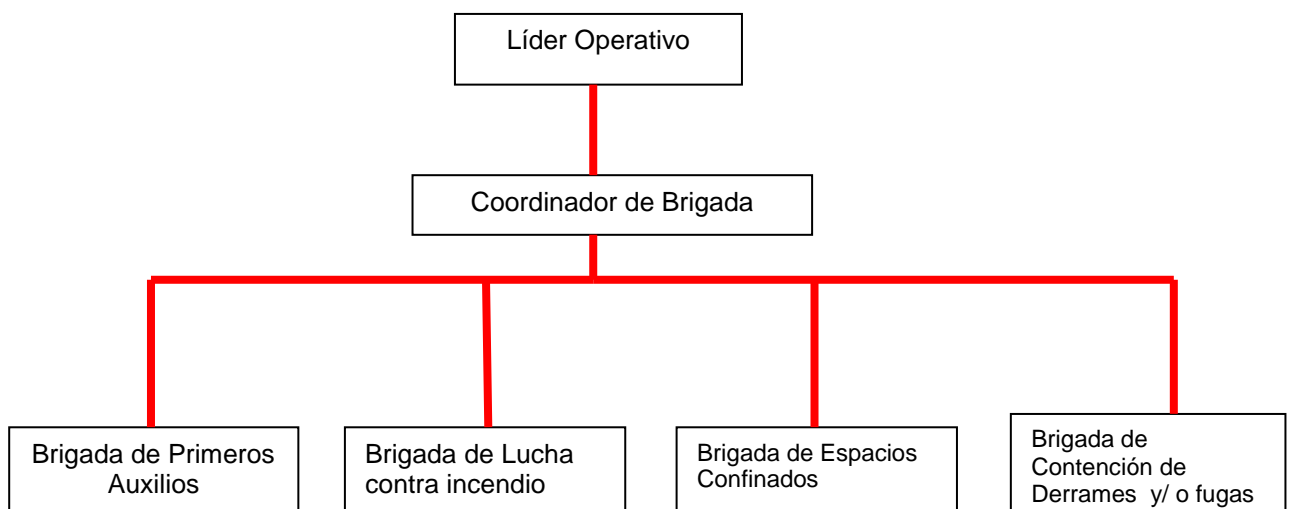 Líder Operativo
Coordinador de Brigada
Brigada de Primeros
Auxilios
Brigada de Lucha
contra incendio
Brigada de Espacios
Confinados
Brigada de
Contención de
Derrames y/ o fugas